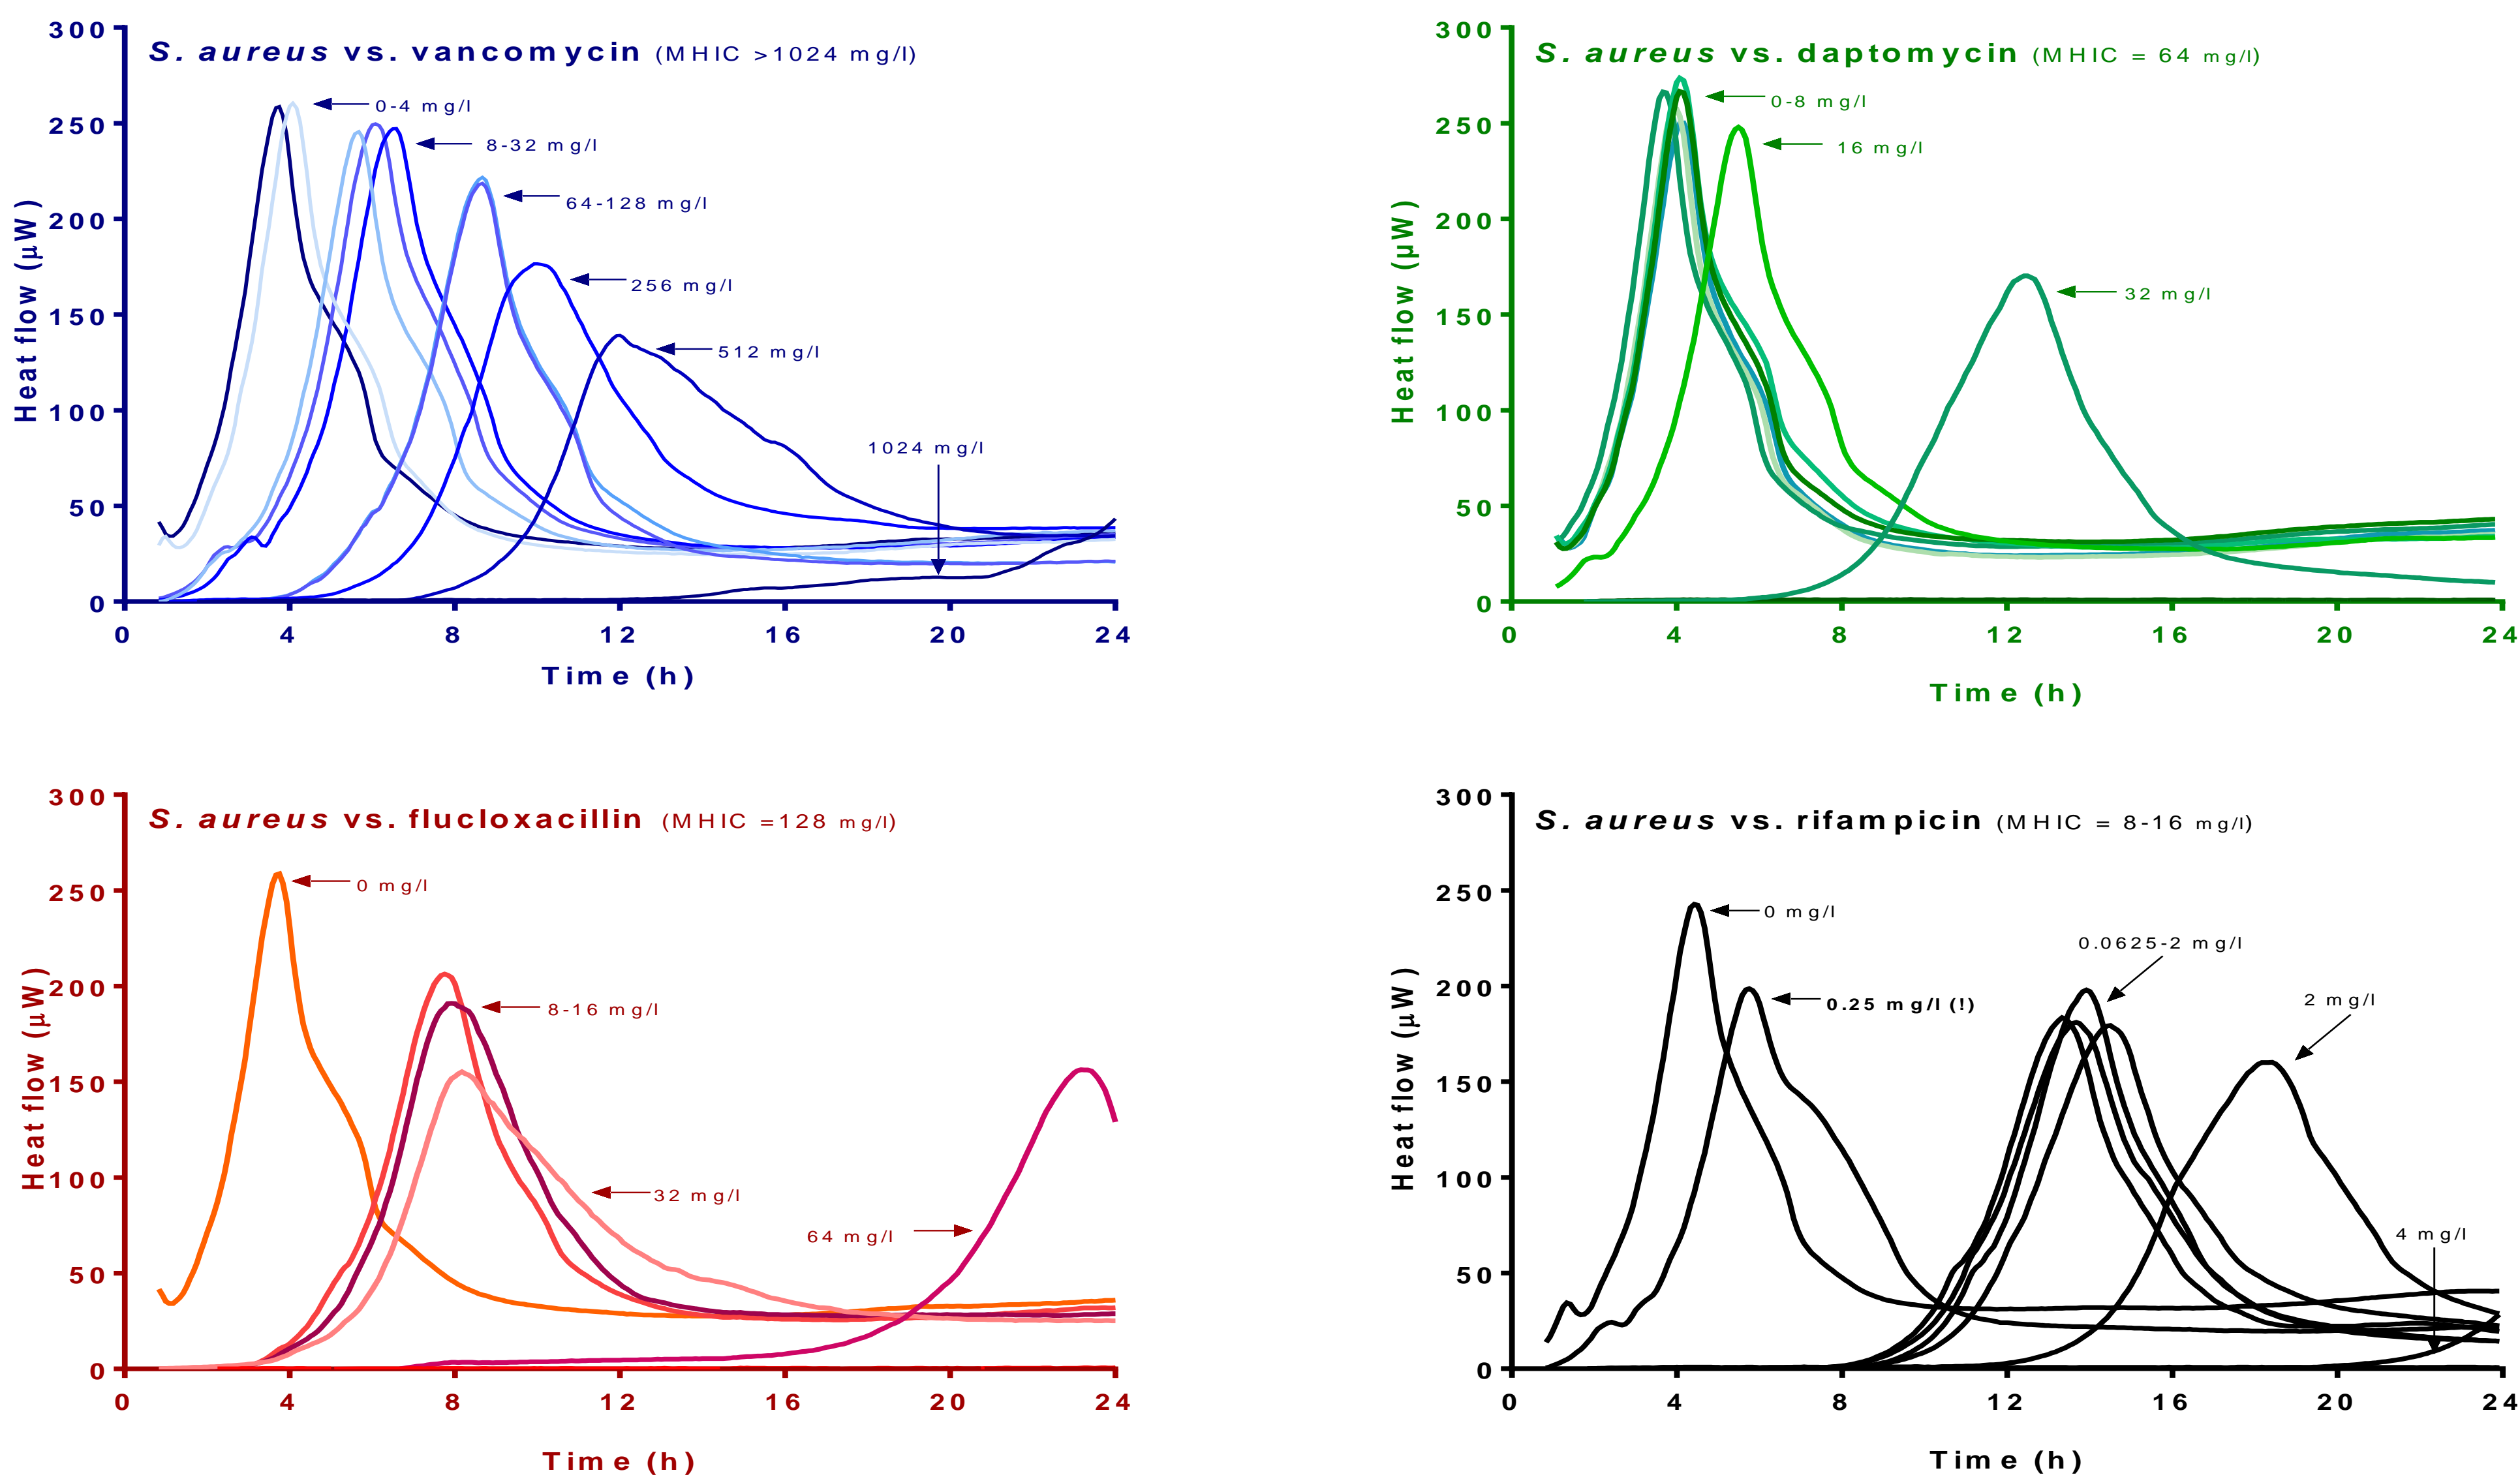 S. aureus vs. vancomycin (MHIC >1024 mg/l)
300
250
200
150
100
50
0
Heat flow (µW)
0-4 mg/l
8-32 mg/l
64-128 mg/l
256 mg/l
512 mg/l
1024 mg/l
0 4 8 12 16 20 24
Time (h)
S. aureus vs. daptomycin (MHIC = 64 mg/l)
300
250
200
150
100
50
0
Heat flow (µW)
0-8 mg/l
16 mg/l
32 mg/l
0 4 8 12 16 20 24
Time (h)
S. aureus vs. flucloxacillin (MHIC =128 mg/l)
300
250
200
150
100
50
0
Heat flow (µW)
0 mg/l
8-16 mg/l
32 mg/l
64 mg/l
0 4 8 12 16 20 24
Time (h)
S. aureus vs. rifampicin (MHIC = 8-16 mg/l)
300
250
200
150
100
50
0
Heat flow (µW)
0 mg/l
0.0625-2 mg/l
0.25 mg/l (!)
2 mg/l
4 mg/l
0 4 8 12 16 20 24
Time (h)